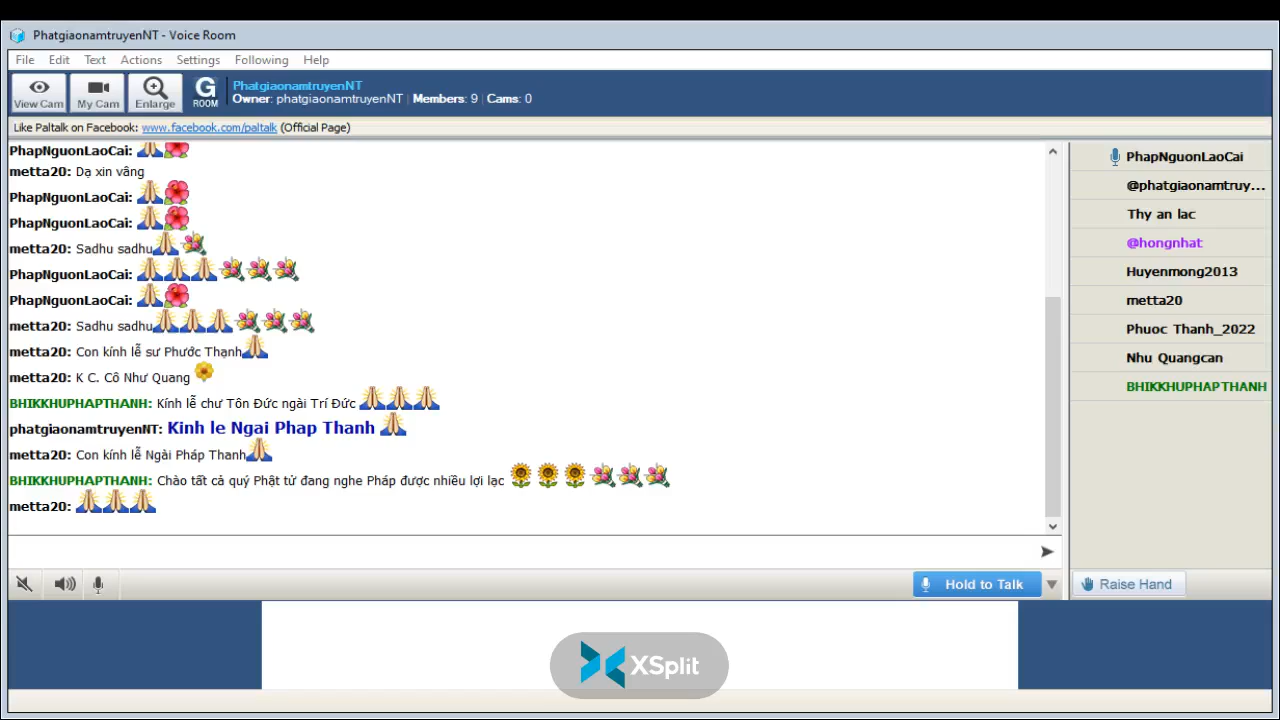 PhatgiaonamtruyenNT - Voice Room
File Edit Text Actions Settings Following Help
View Cam My Cam Enlarge G ROOM
PhatgiaonamtruyenNT
Owner: phatgiaonamtruyenNT | Members: 9 | Cams: 0
Like Paltalk on Facebook: www.facebook.com/paltalk (Official Page)
PhapNguonLaoCai:
metta20: Dạ xin vâng
PhapNguonLaoCai:
PhapNguonLaoCai:
metta20: Sadhu sadhu
PhapNguonLaoCai:
PhapNguonLaoCai:
metta20: Sadhu sadhu
metta20: Con kính lễ sư Phước Thạnh
metta20: K C. Cô Như Quang
BHIKKHUPHAPTHANH: Kính lễ chư Tôn Đức ngài Trí Đức
phatgiaonamtruyenNT: Kinh le Ngai Phap Thanh
metta20: Con kính lễ Ngài Pháp Thanh
BHIKKHUPHAPTHANH: Chào tất cả quý Phật tử đang nghe Pháp được nhiều lợi lạc
metta20:
PhapNguonLaoCai
@phatgiaonamtruy...
Thy an lac
@hongnhat
Huyenmong2013
metta20
Phuoc Thanh_2022
Nhu Quangcan
BHIKKHUPHAPTHANH
Hold to Talk
Raise Hand
XSplit